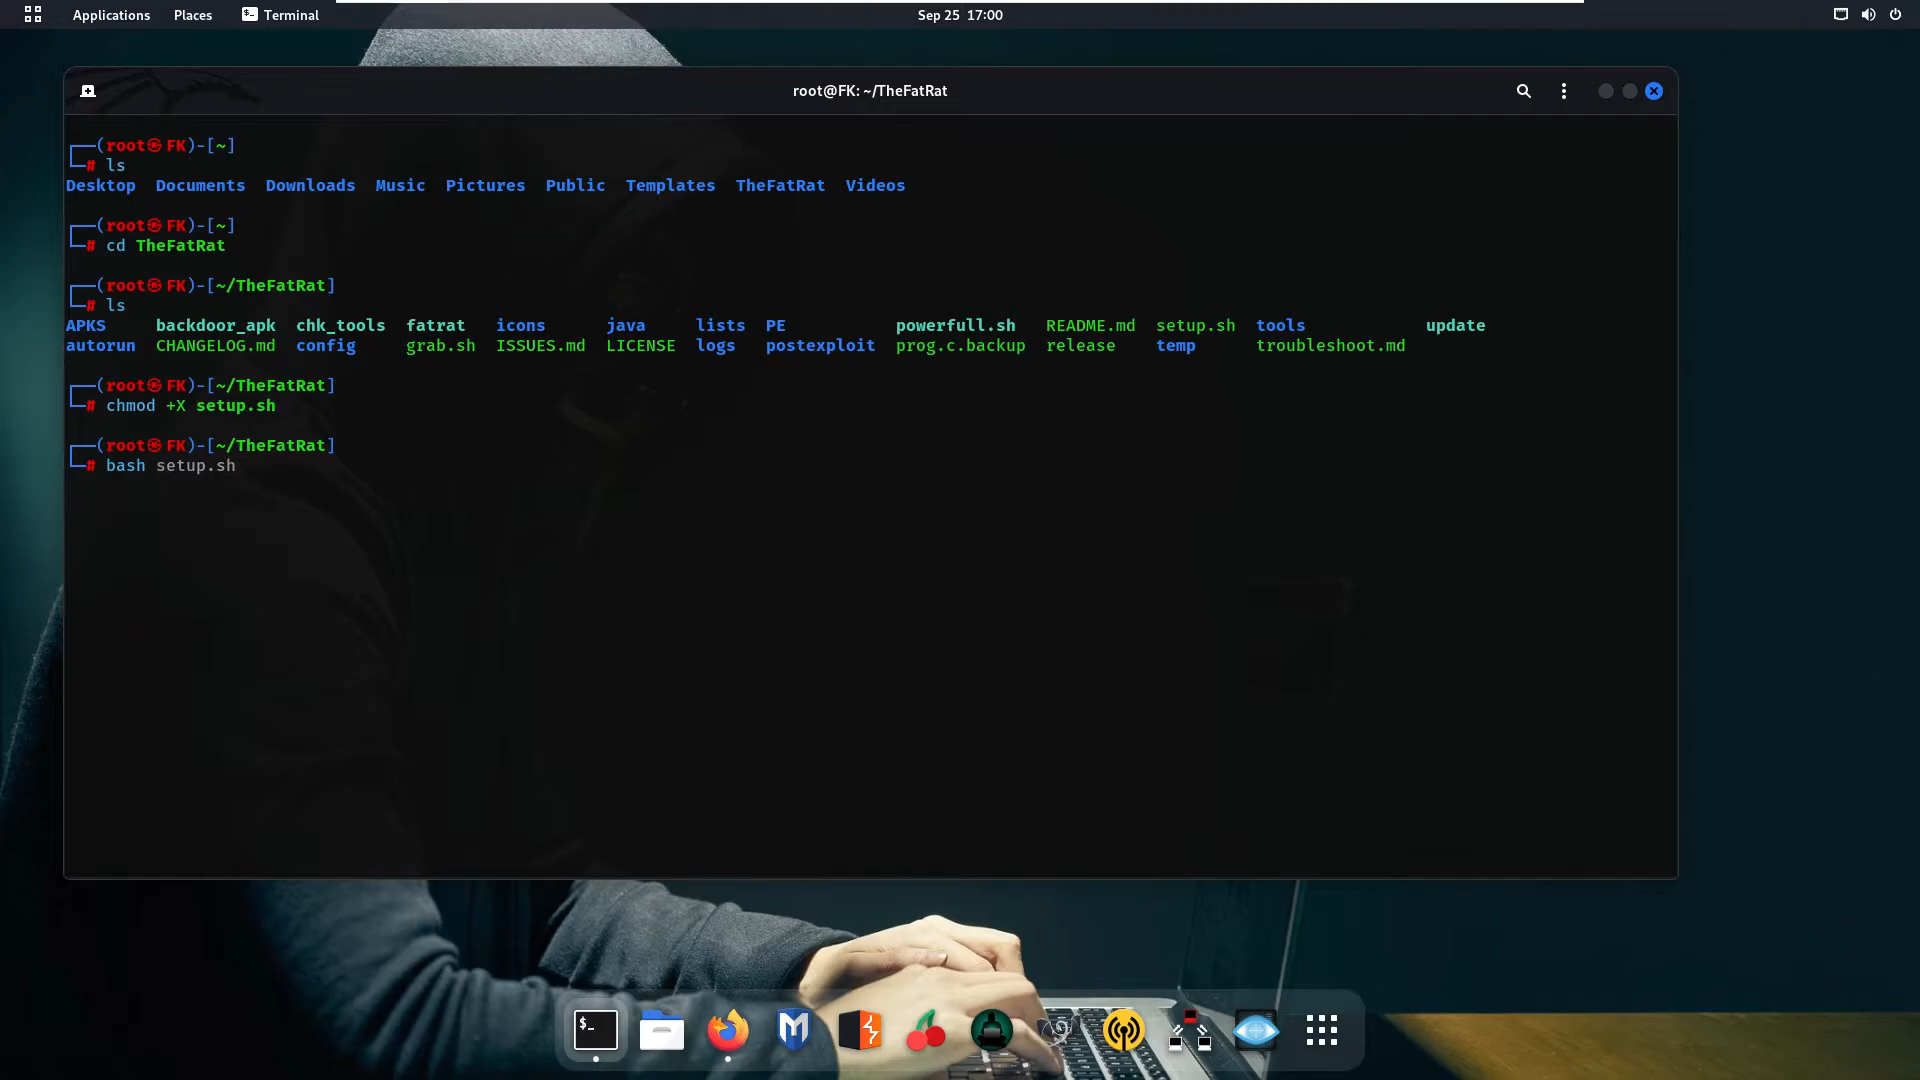 Applications Places Terminal Sep 25 17:00
root@FK: ~/TheFatRat
(root㉿FK)-[~]
# ls
Desktop Documents Downloads Music Pictures Public Templates TheFatRat Videos
(root㉿FK)-[~]
# cd TheFatRat
(root㉿FK)-[~/TheFatRat]
# ls
APKS backdoor_apk chk_tools fatrat icons java lists PE powerfull.sh README.md setup.sh tools update
autorun CHANGELOG.md config grab.sh ISSUES.md LICENSE logs postexploit prog.c.backup release temp troubleshoot.md
(root㉿FK)-[~/TheFatRat]
# chmod +X setup.sh
(root㉿FK)-[~/TheFatRat]
# bash setup.sh